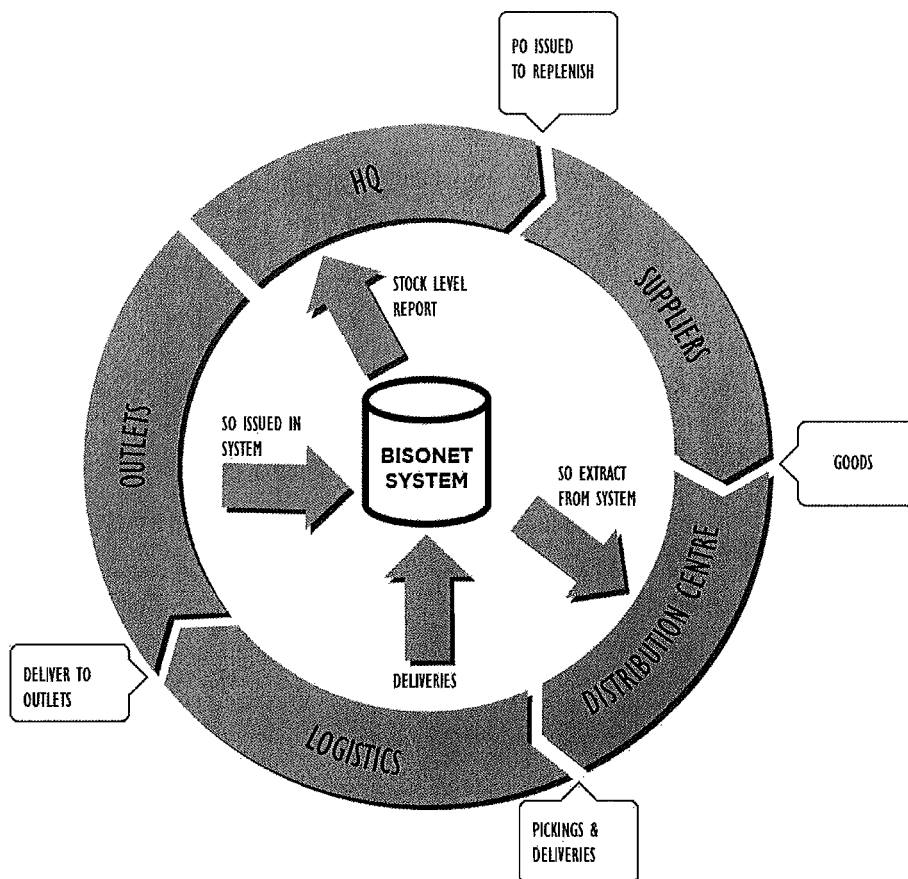 PO ISSUED
TO REPLENISH
HQ
SUPPLIERS
STOCK LEVEL
REPORT
OUTLETS
SO ISSUED IN
SYSTEM
BISONET
SYSTEM
SO EXTRACT
FROM SYSTEM
GOODS
DISTRIBUTION CENTRE
DELIVERIES
DELIVER TO
OUTLETS
LOGISTICS
PICKINGS &
DELIVERIES